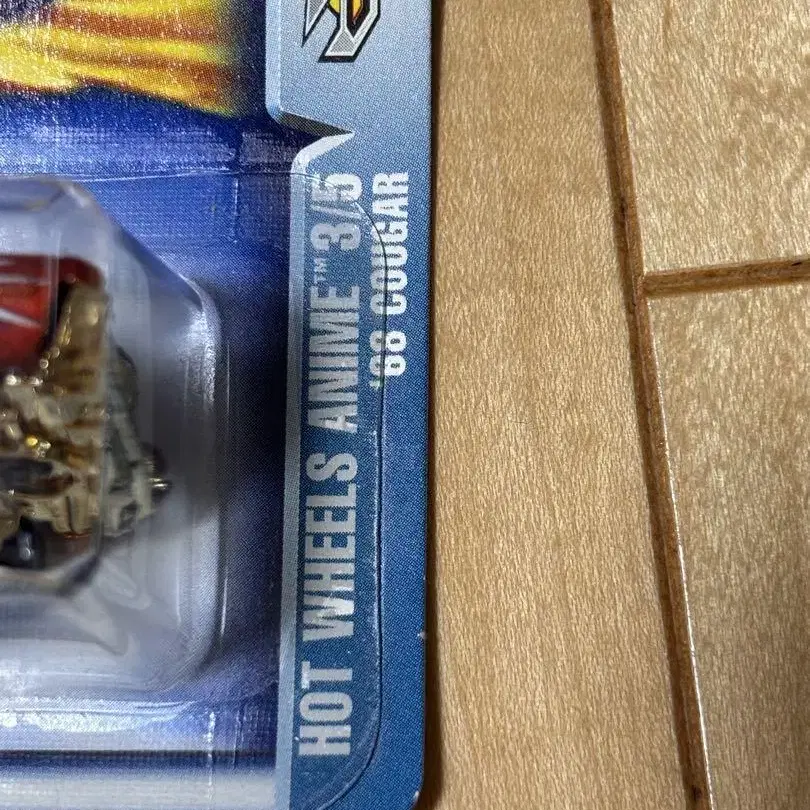 HOT WHEELS ANIME™ 3/5
'68 COUGAR